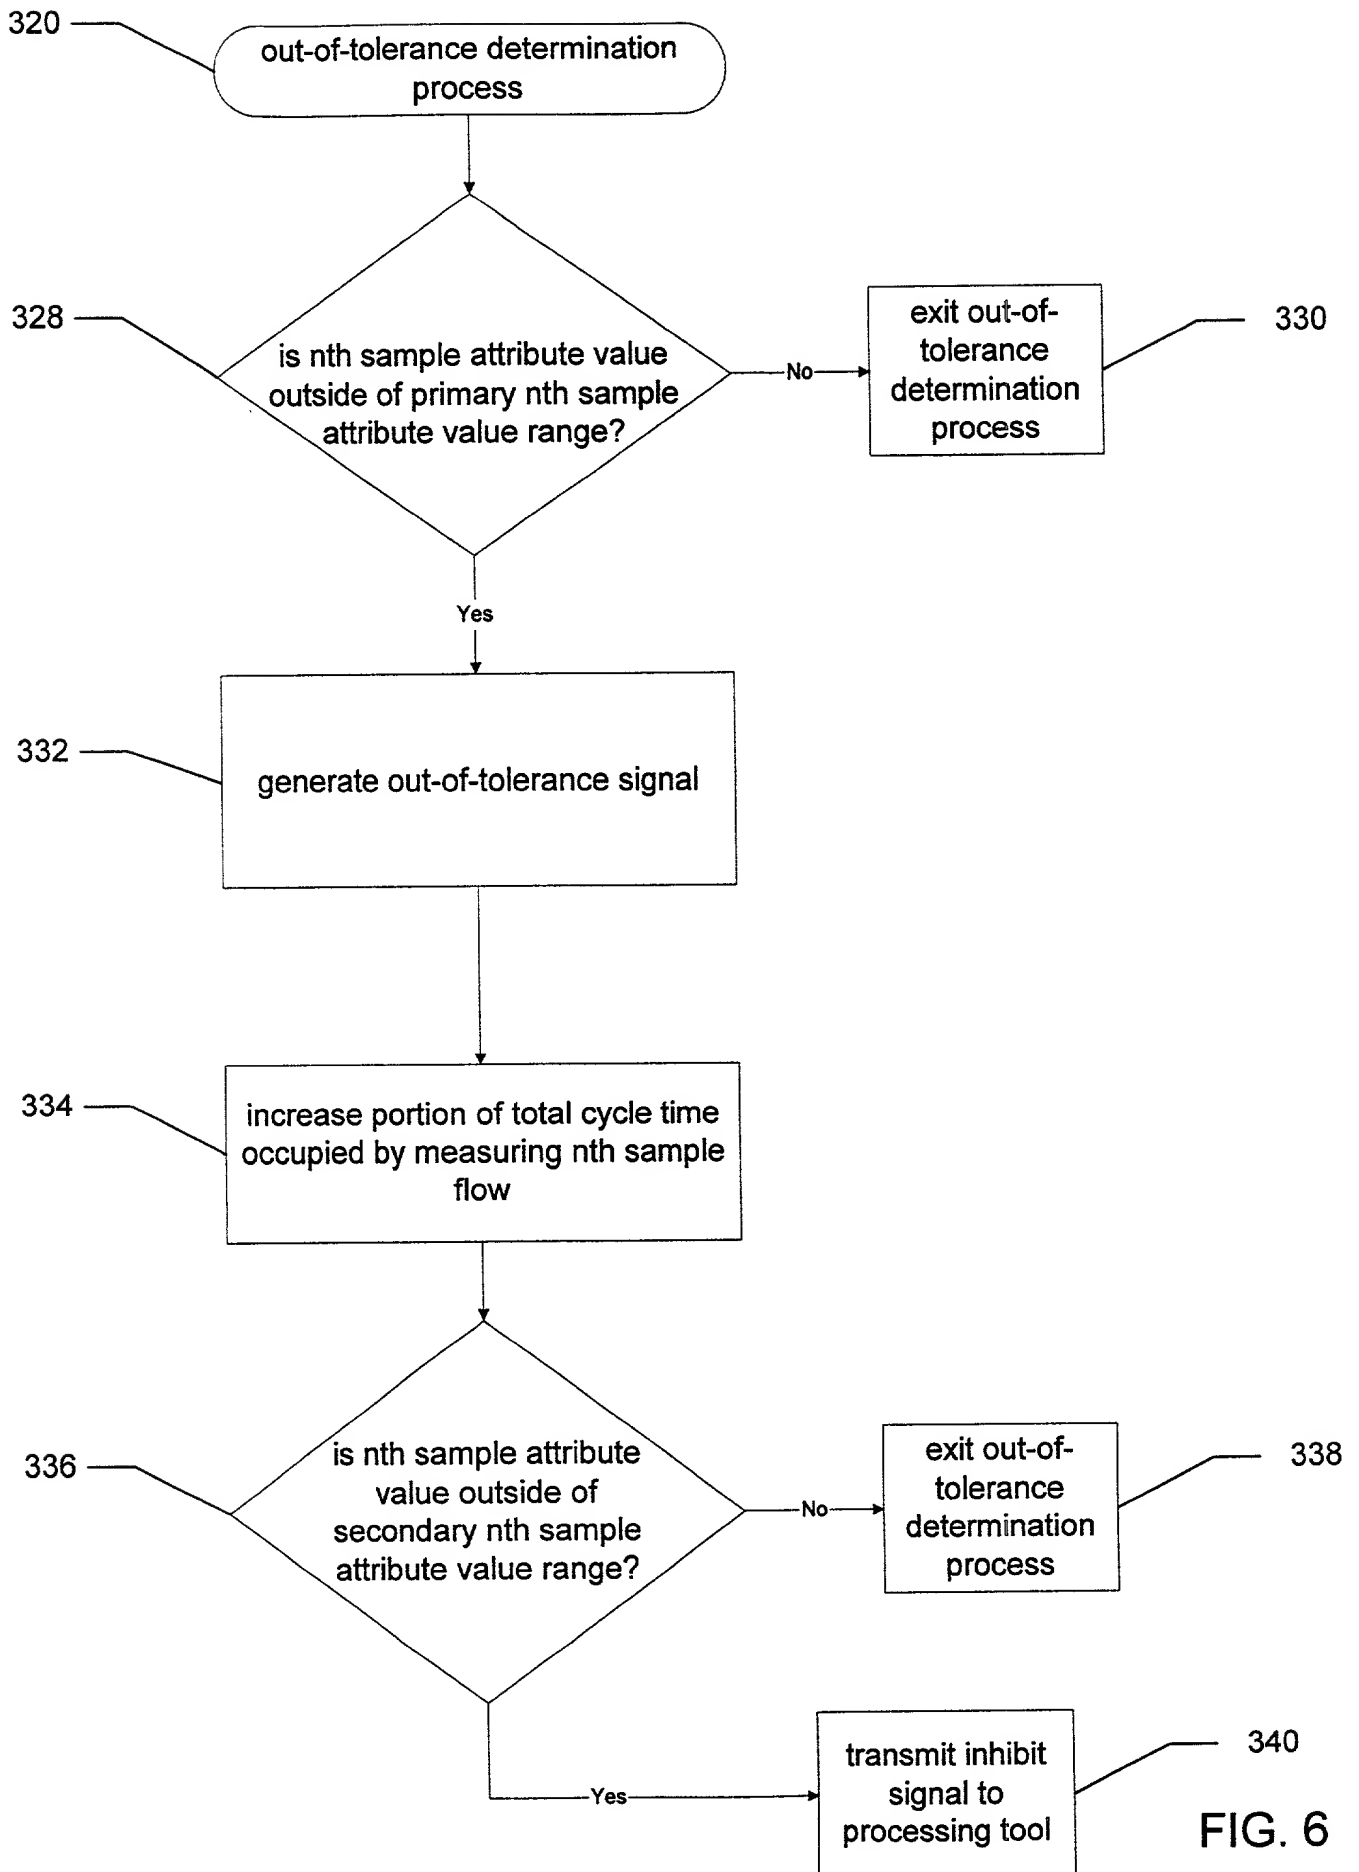 320
out-of-tolerance determination
process
328
is nth sample attribute value
outside of primary nth sample
attribute value range?
No
exit out-of-
tolerance
determination
process
330
Yes
332
generate out-of-tolerance signal
334
increase portion of total cycle time
occupied by measuring nth sample
flow
336
is nth sample attribute
value outside of
secondary nth sample
attribute value range?
No
exit out-of-
tolerance
determination
process
338
Yes
transmit inhibit
signal to
processing tool
340
FIG. 6